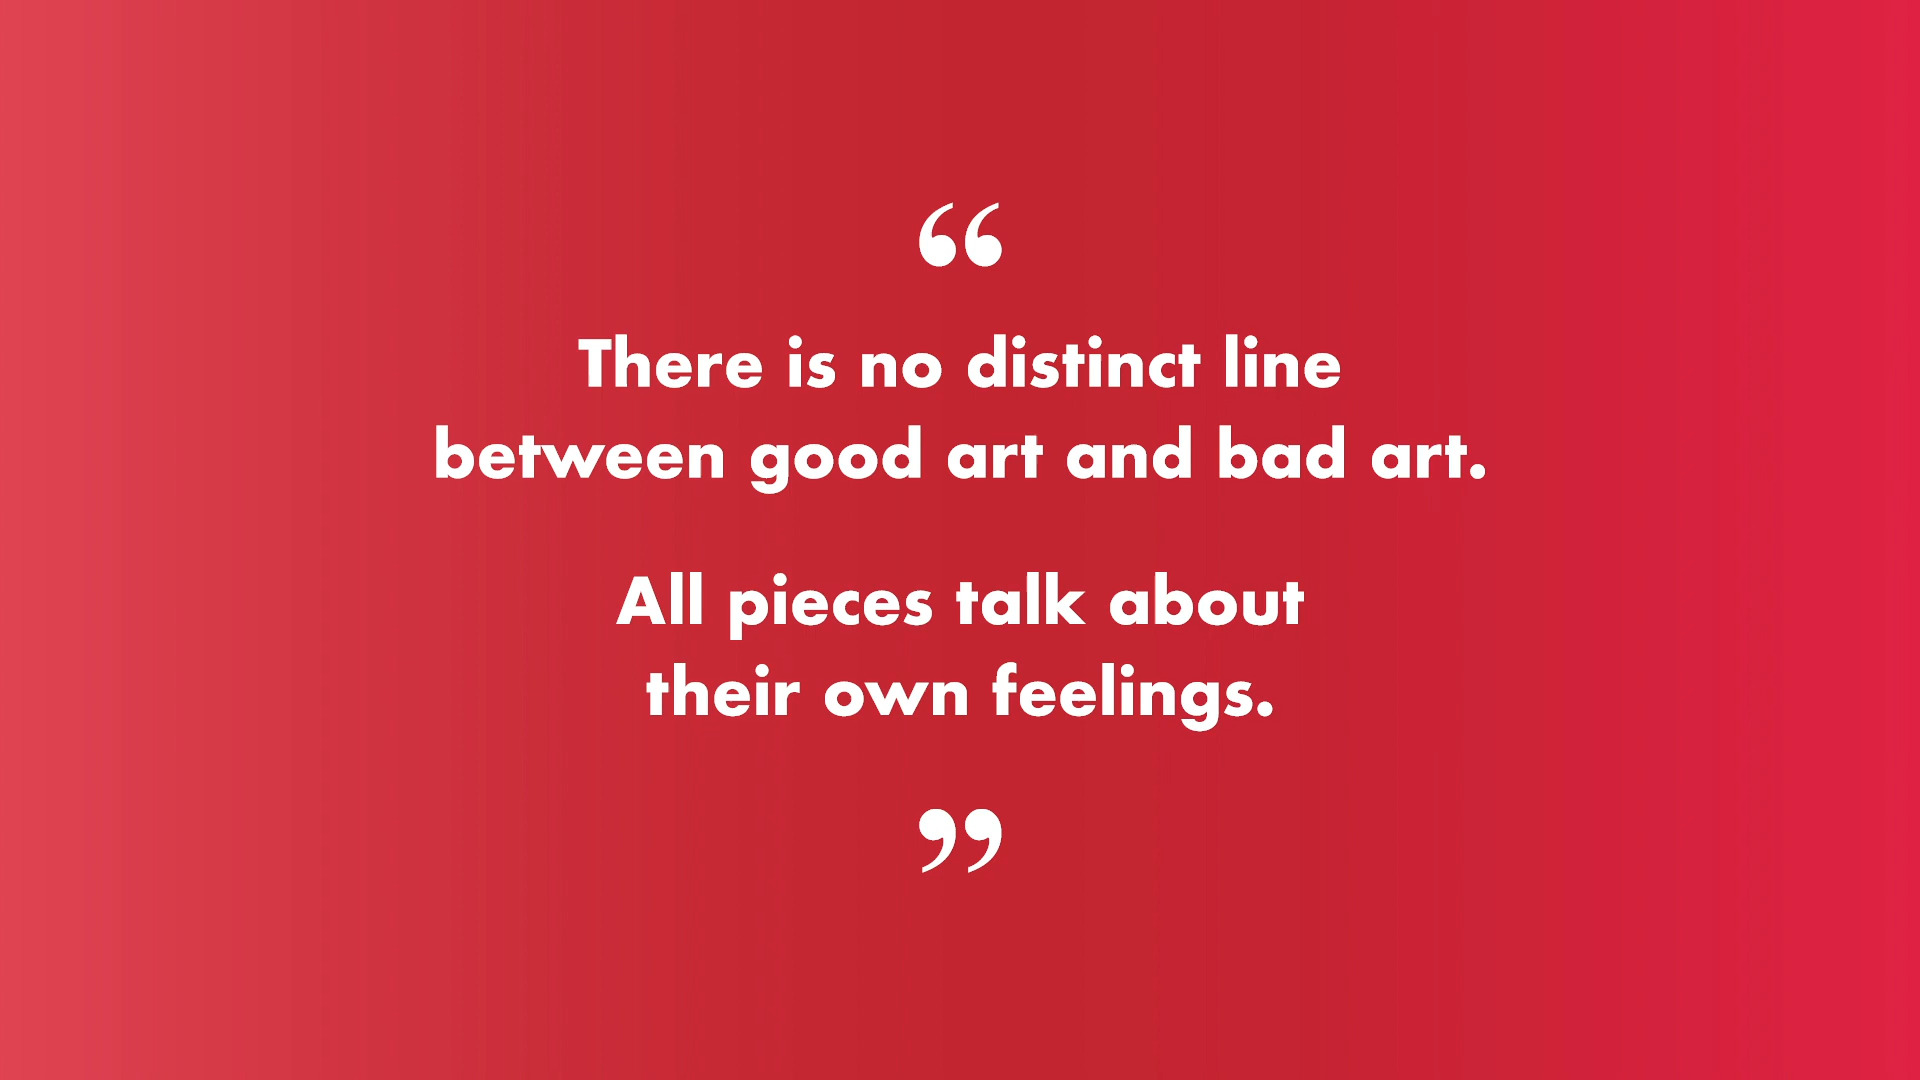 “
There is no distinct line
between good art and bad art.
All pieces talk about
their own feelings.
”